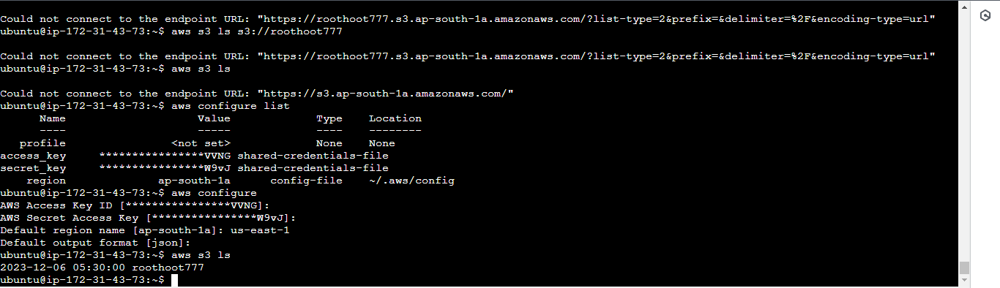 Could not connect to the endpoint URL: "https://roothoot777.s3.ap-south-1a.amazonaws.com/?list-type=2&prefix=&delimiter=%2F&encoding-type=url"
ubuntu@ip-172-31-43-73:~$ aws s3 ls s3://roothoot777
Could not connect to the endpoint URL: "https://roothoot777.s3.ap-south-1a.amazonaws.com/?list-type=2&prefix=&delimiter=%2F&encoding-type=url"
ubuntu@ip-172-31-43-73:~$ aws s3 ls
Could not connect to the endpoint URL: "https://s3.ap-south-1a.amazonaws.com/"
ubuntu@ip-172-31-43-73:~$ aws configure list
      Name                    Value             Type    Location
      ----                    -----             ----    --------
   profile                <not set>             None    None
access_key     ****************VVNG shared-credentials-file
secret_key     ****************W9vJ shared-credentials-file
    region              ap-south-1a      config-file    ~/.aws/config
ubuntu@ip-172-31-43-73:~$ aws configure
AWS Access Key ID [****************VVNG]:
AWS Secret Access Key [****************W9vJ]:
Default region name [ap-south-1a]: us-east-1
Default output format [json]:
ubuntu@ip-172-31-43-73:~$ aws s3 ls
2023-12-06 05:30:00 roothoot777
ubuntu@ip-172-31-43-73:~$